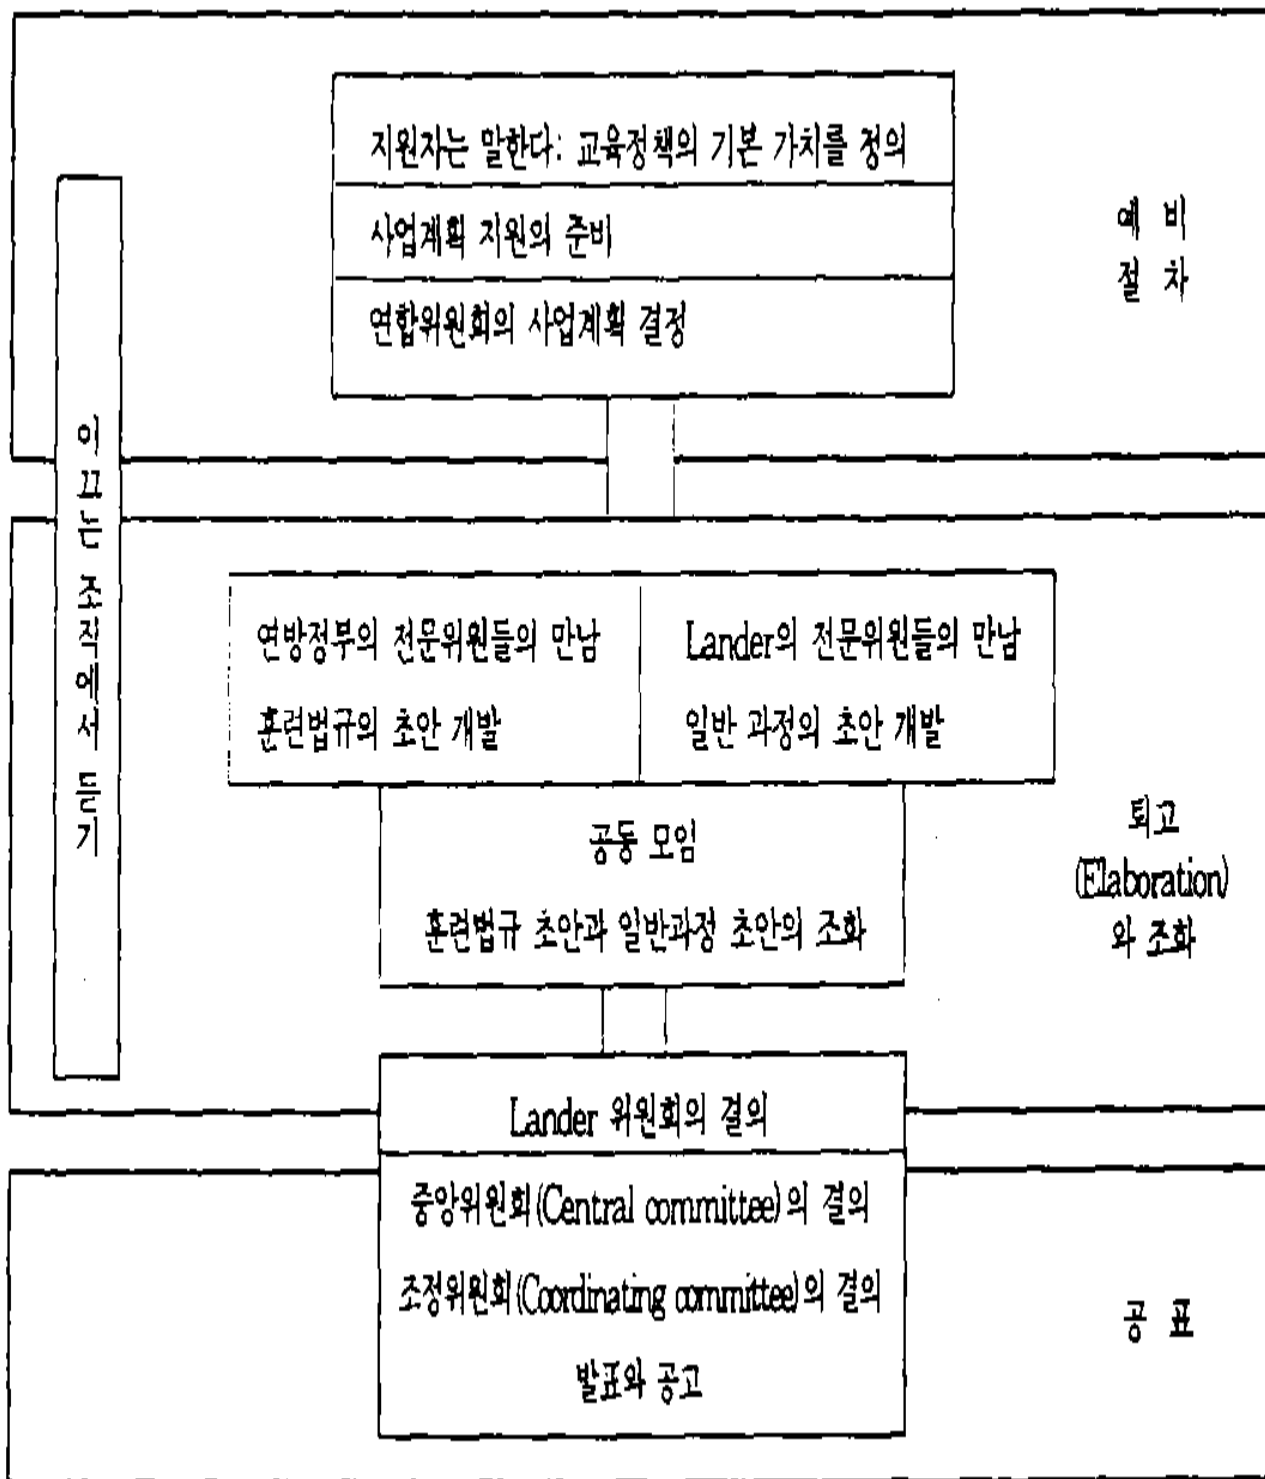 지원자는 말한다: 교육정책의 기본 가치를 정의
사업계획 지원의 준비
연합위원회의 사업계획 결정
예 비
절 차
이끄는 조직에서 듣기
연방정부의 전문위원들의 만남
훈련법규의 초안 개발
Lander의 전문위원들의 만남
일반 과정의 초안 개발
공동 모임
훈련법규 초안과 일반과정 초안의 조화
퇴고
(Elaboration)
와 조화
Lander 위원회의 결의
중앙위원회(Central committee)의 결의
조정위원회(Coordinating committee)의 결의
발표와 공고
공 표